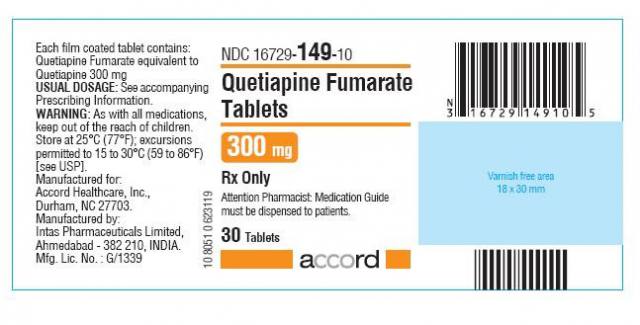 Each film coated tablet contains:
Quetiapine Fumarate equivalent to
Quetiapine 300 mg
USUAL DOSAGE: See accompanying
Prescribing Information.
WARNING: As with all medications,
keep out of the reach of children.
Store at 25°C (77°F); excursions
permitted to 15 to 30°C (59 to 86°F)
[see USP].
Manufactured for:
Accord Healthcare, Inc.,
Durham, NC 27703.
Manufactured by:
Intas Pharmaceuticals Limited,
Ahmedabad - 382 210, INDIA.
Mfg. Lic. No. : G/1339
10 8051 0 623119
NDC 16729-149-10
Quetiapine Fumarate
Tablets
300 mg
Rx Only
Attention Pharmacist: Medication Guide
must be dispensed to patients.
30 Tablets
accord
N
3 16729 14910 5
Varnish free area
18 x 30 mm